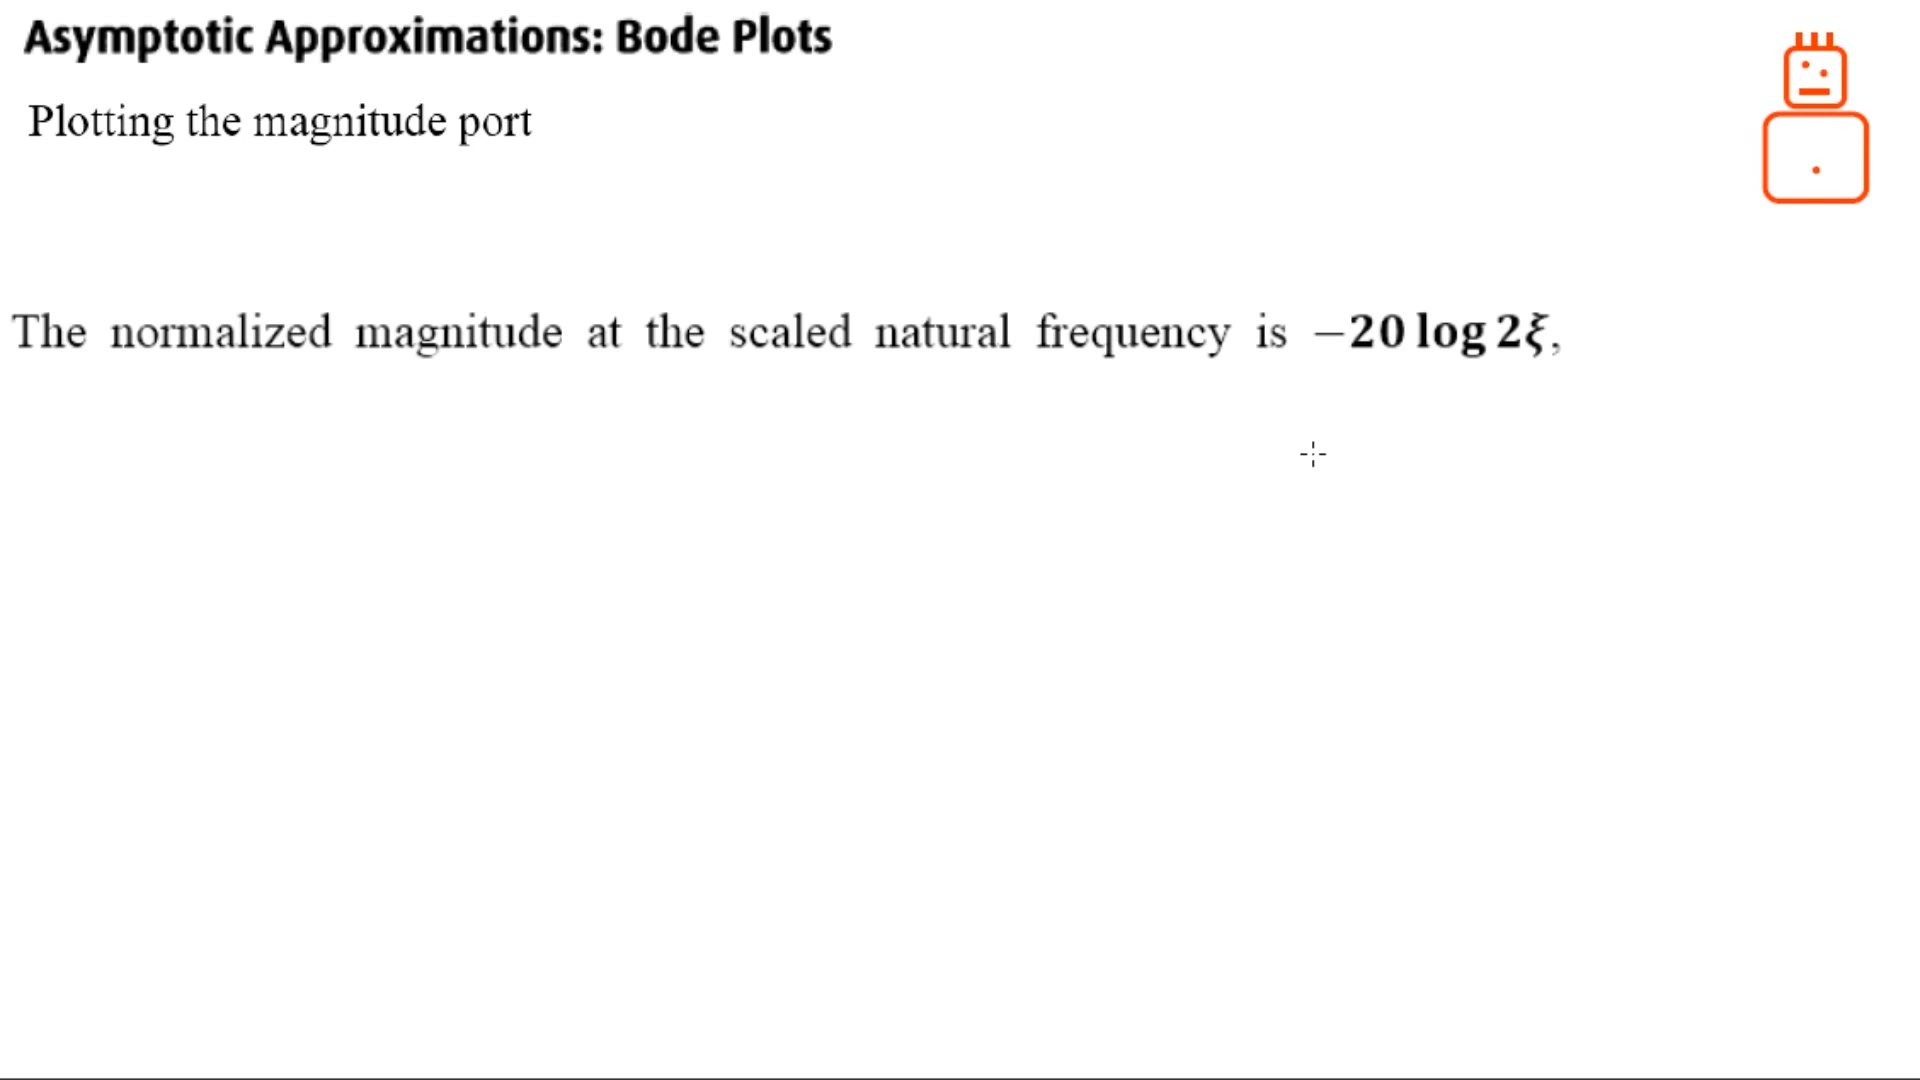 Asymptotic Approximations: Bode Plots
Plotting the magnitude port
The normalized magnitude at the scaled natural frequency is −20 log 2ξ,